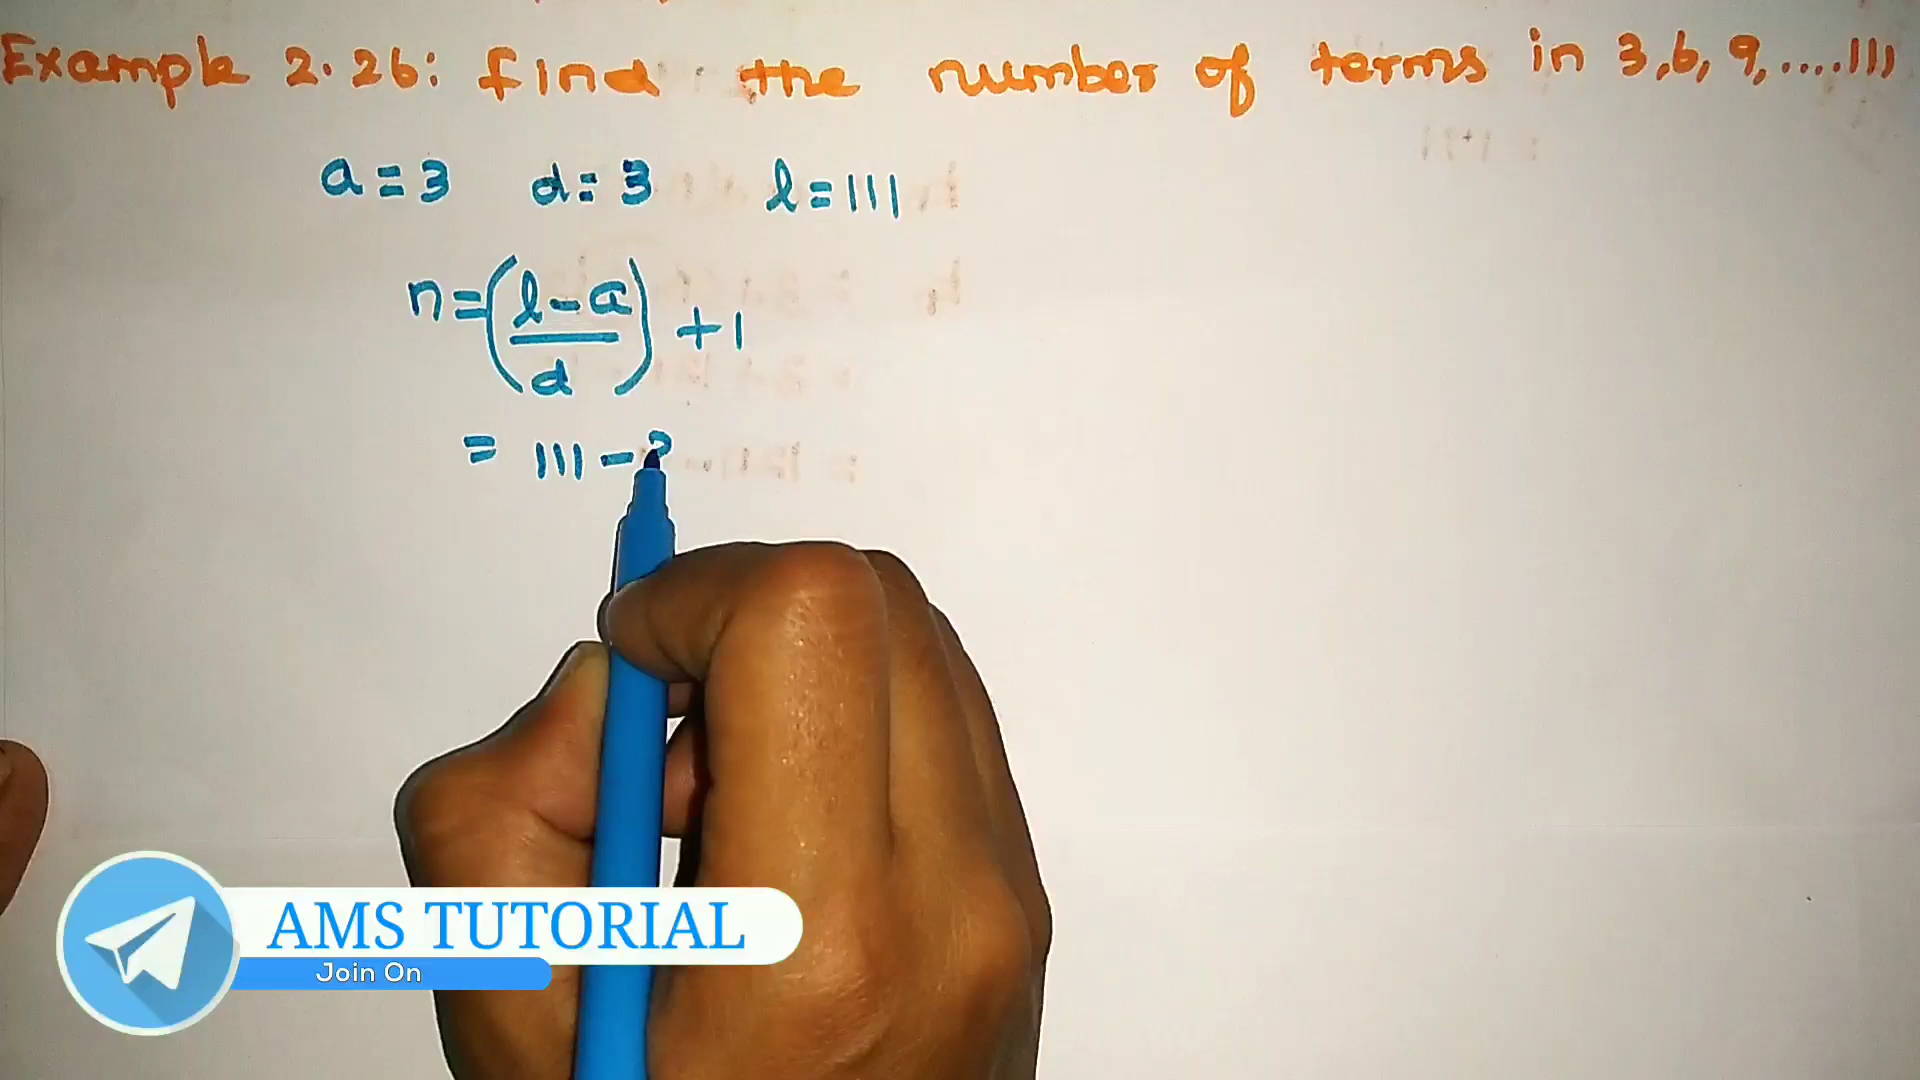 Example 2.26: find the number of terms in 3, 6, 9, ....111
a = 3 d = 3 l = 111
n = (l - a / d) + 1
= 111 -
AMS TUTORIAL
Join On